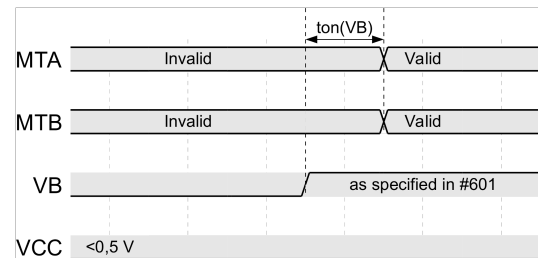 ton(VB)
MTA Invalid Valid
MTB Invalid Valid
VB as specified in #601
VCC <0,5 V